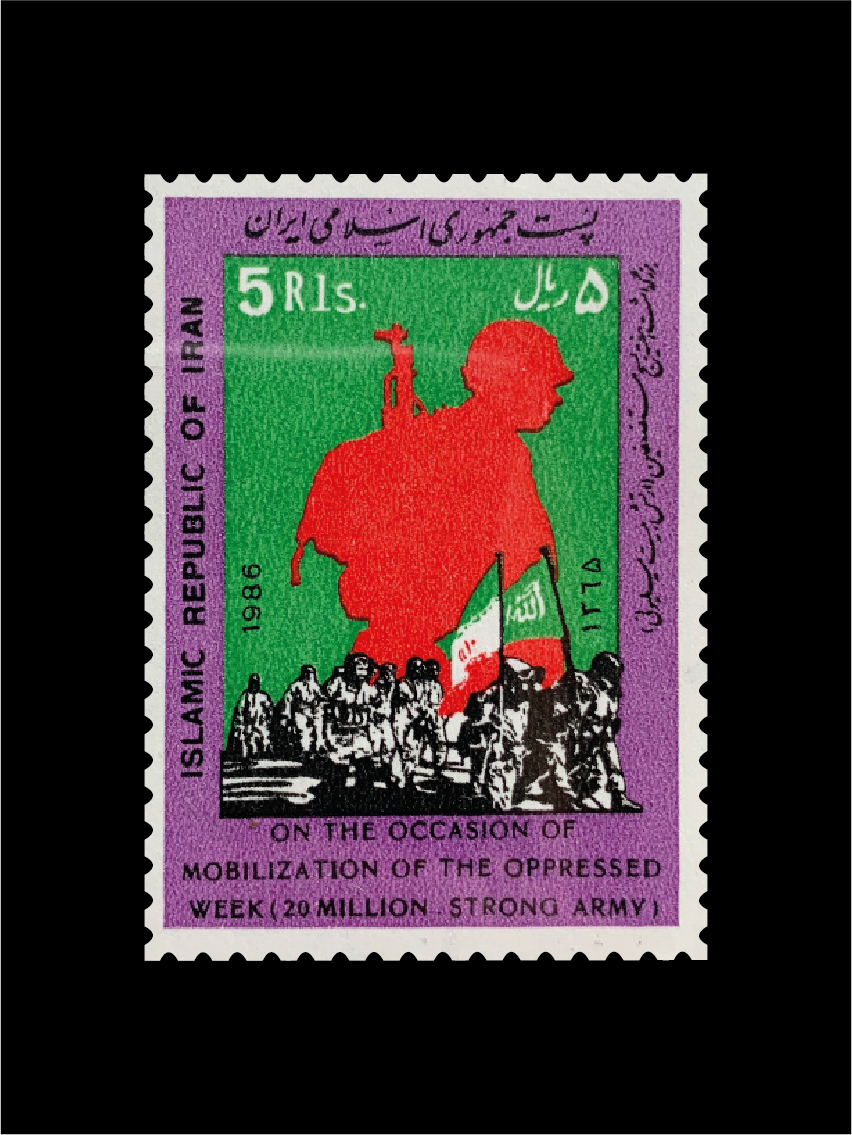 پست جمهوری اسلامی ایران
5 Rls.
۵ ریال
ISLAMIC REPUBLIC OF IRAN
1986
۱۳۶۵
الله
ON THE OCCASION OF
MOBILIZATION OF THE OPPRESSED
WEEK (20 MILLION STRONG ARMY)